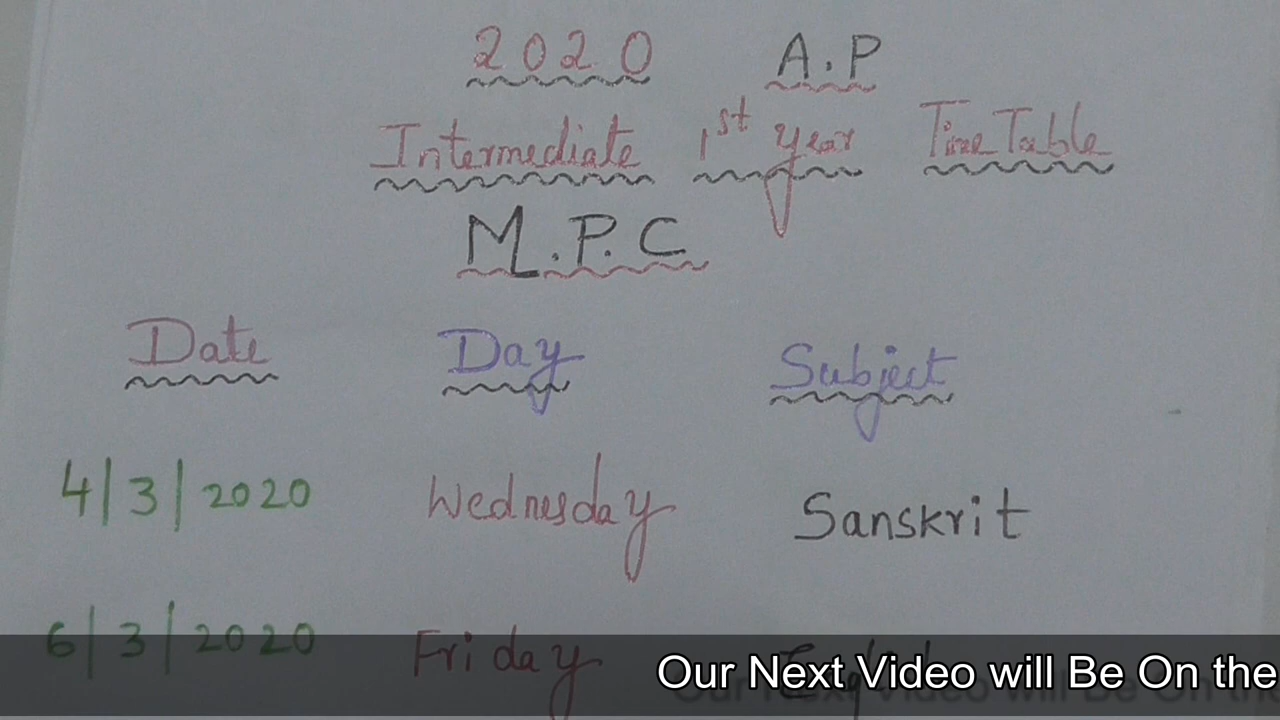 2020 A.P
Intermediate 1st year Time Table
M.P.C
Date Day Subject
4/3/2020 Wednesday Sanskrit
6/3/2020 Friday
Our Next Video will Be On the